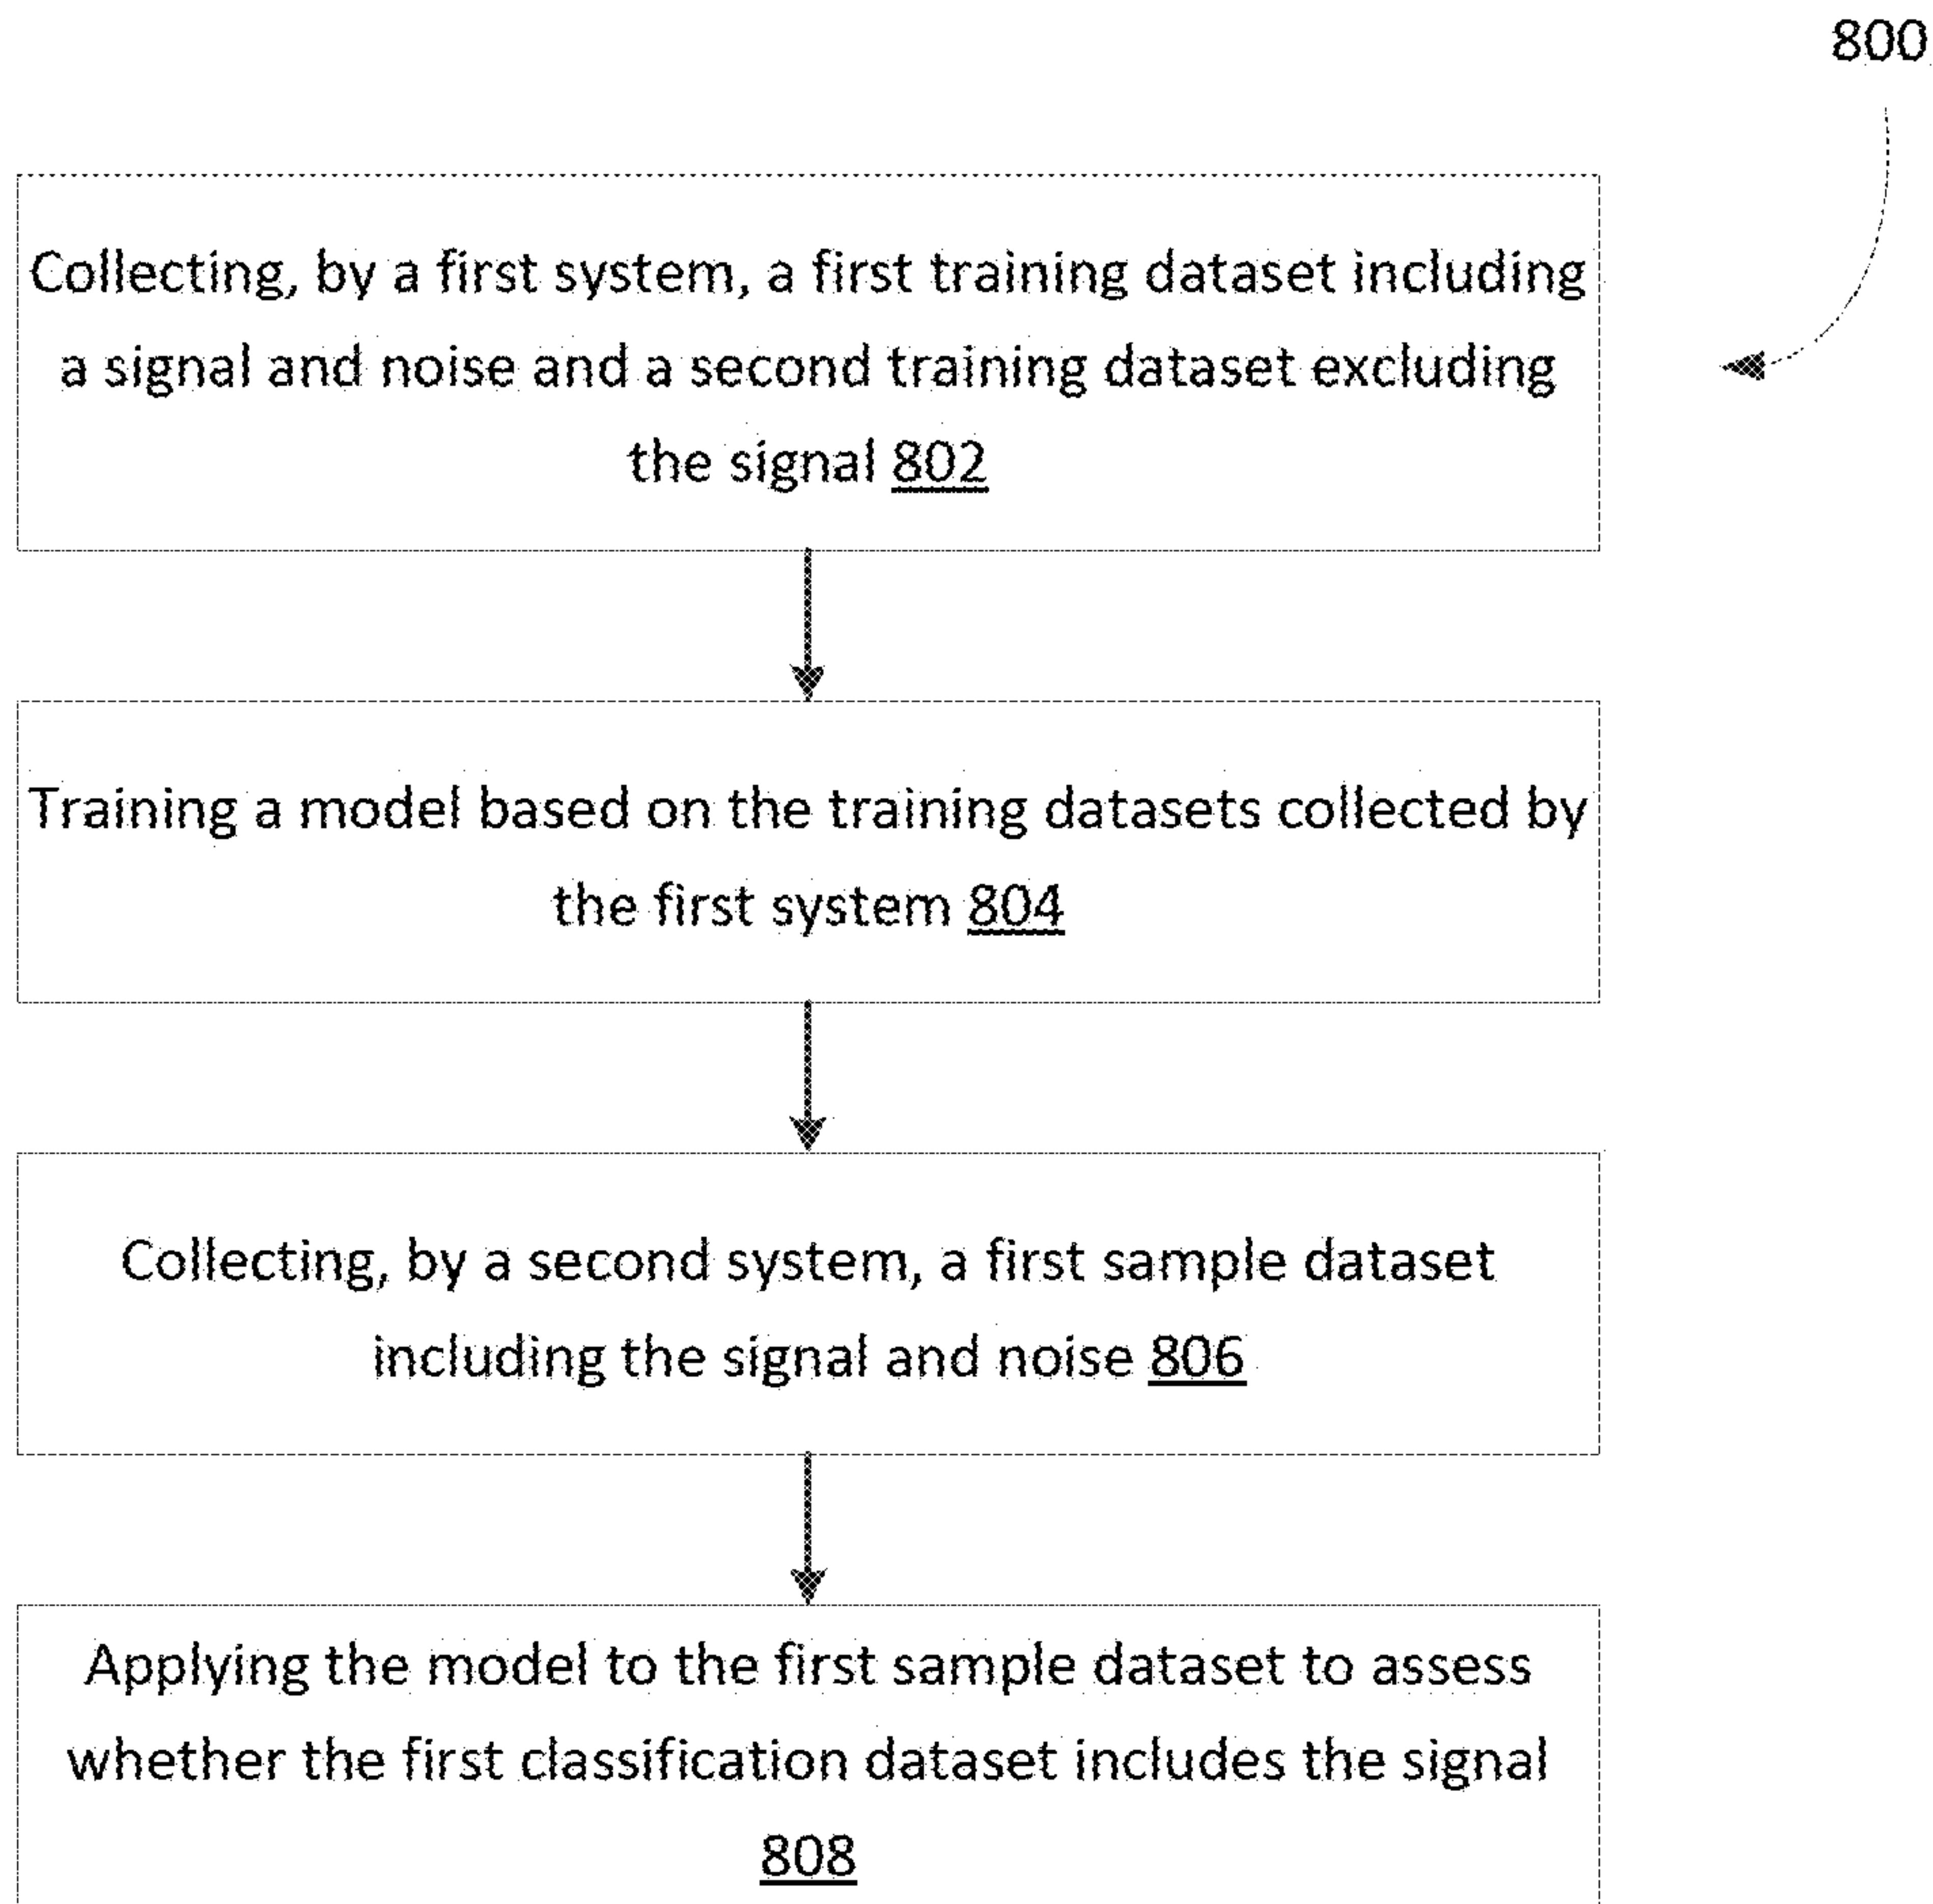 800
Collecting, by a first system, a first training dataset including
a signal and noise and a second training dataset excluding
the signal 802
Training a model based on the training datasets collected by
the first system 804
Collecting, by a second system, a first sample dataset
including the signal and noise 806
Applying the model to the first sample dataset to assess
whether the first classification dataset includes the signal
808